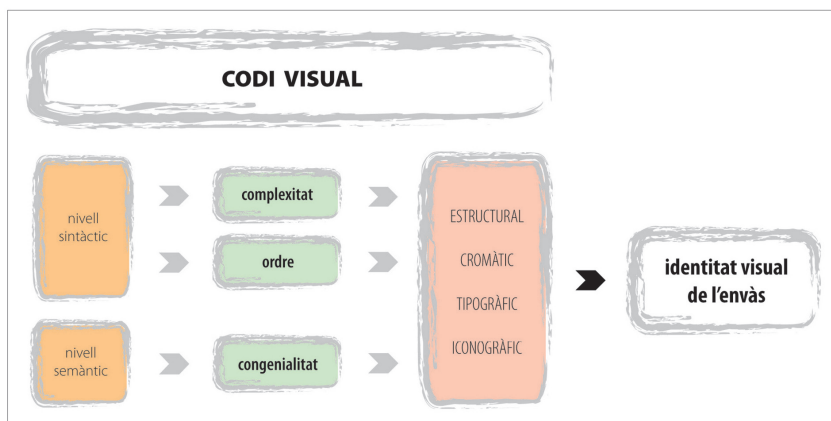 CODI VISUAL
nivell
sintàctic
complexitat
ordre
nivell
semàntic
congenialitat
ESTRUCTURAL
CROMÀTIC
TIPOGRÀFIC
ICONOGRÀFIC
identitat visual
de l'envàs